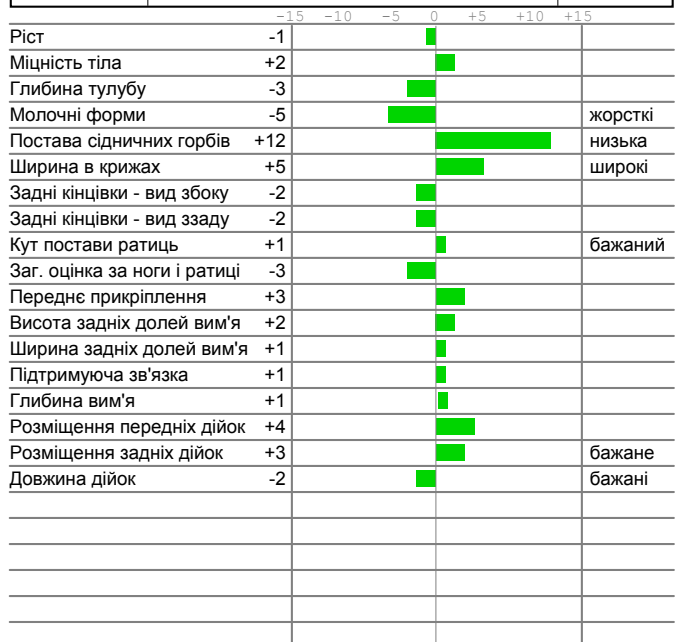 -15 -10 -5 0 +5 +10 +15
Ріст -1
Міцність тіла +2
Глибина тулубу -3
Молочні форми -5 жорсткі
Постава сідничних горбів +12 низька
Ширина в крижах +5 широкі
Задні кінцівки - вид збоку -2
Задні кінцівки - вид ззаду -2
Кут постави ратиць +1 бажаний
Заг. оцінка за ноги і ратиці -3
Переднє прикріплення +3
Висота задніх долей вим'я +2
Ширина задніх долей вим'я +1
Підтримуюча зв'язка +1
Глибина вим'я +1
Розміщення передніх дійок +4
Розміщення задніх дійок +3 бажане
Довжина дійок -2 бажані